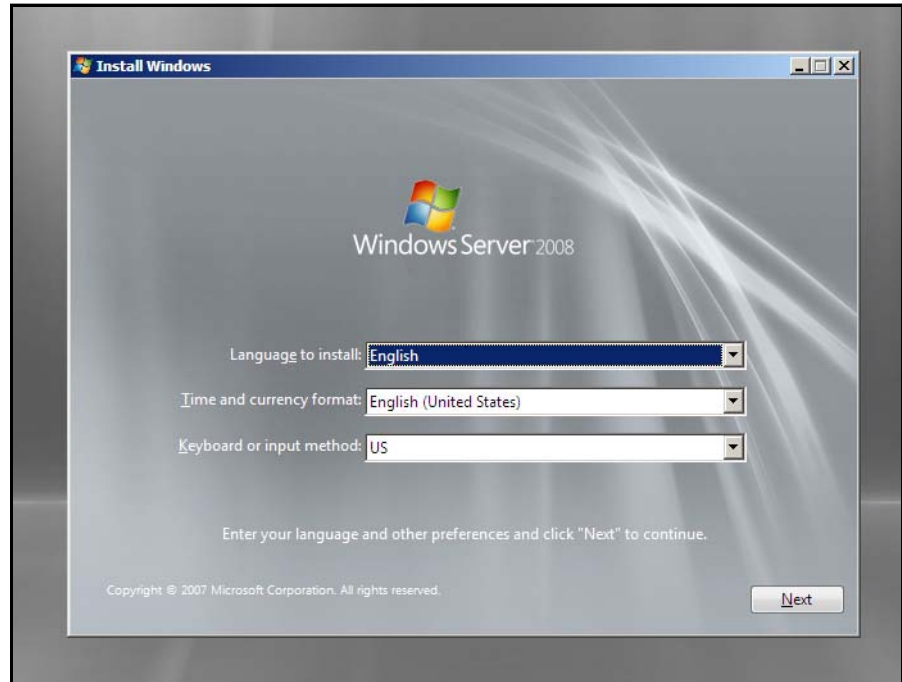 Install Windows
Windows Server 2008
Language to install: English
Time and currency format: English (United States)
Keyboard or input method: US
Enter your language and other preferences and click "Next" to continue.
Copyright © 2007 Microsoft Corporation. All rights reserved.
Next